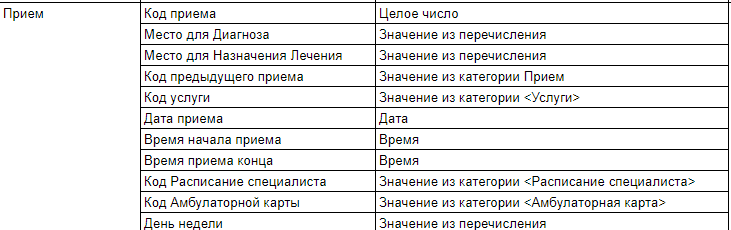 Прием Код приема Целое число
Место для Диагноза Значение из перечисления
Место для Назначения Лечения Значение из перечисления
Код предыдущего приема Значение из категории Прием
Код услуги Значение из категории <Услуги>
Дата приема Дата
Время начала приема Время
Время приема конца Время
Код Расписание специалиста Значение из категории <Расписание специалиста>
Код Амбулаторной карты Значение из категории <Амбулаторная карта>
День недели Значение из перечисления